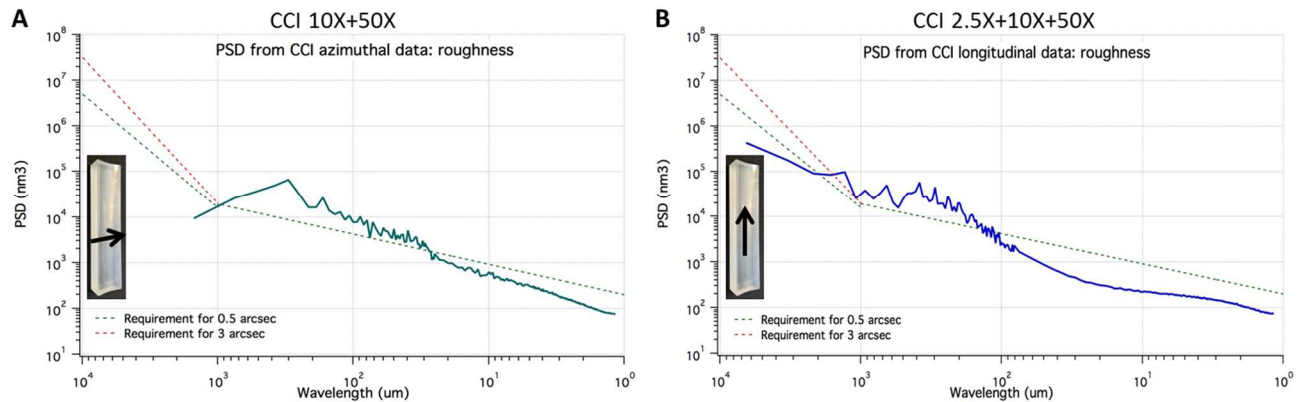 A
CCI 10X+50X
PSD from CCI azimuthal data: roughness
PSD (nm3)
10^8
10^7
10^6
10^5
10^4
10^3
10^2
10^1
Requirement for 0.5 arcsec
Requirement for 3 arcsec
10^4 10^3 10^2 10^1 10^0
Wavelength (um)
B
CCI 2.5X+10X+50X
PSD from CCI longitudinal data: roughness
PSD (nm3)
10^8
10^7
10^6
10^5
10^4
10^3
10^2
10^1
Requirement for 0.5 arcsec
Requirement for 3 arcsec
10^4 10^3 10^2 10^1 10^0
Wavelength (um)